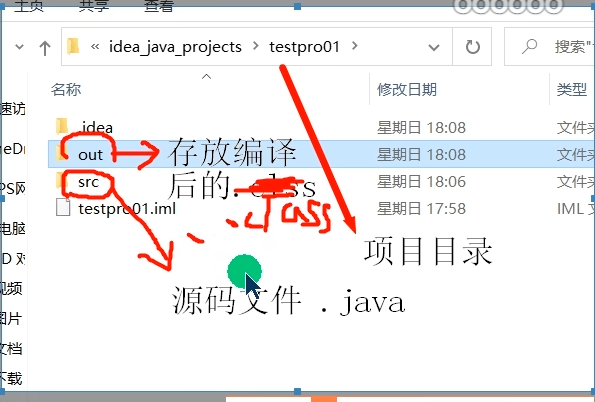 主页 共享 查看
« idea_java_projects > testpro01 >
搜索"t
名称 修改日期 类型
速访
.idea 星期日 18:08 文件夹
out 星期日 18:08 文件夹
src 星期日 18:06 文件夹
testpro01.iml 星期日 17:58 IML 文
存放编译
后的.clss
.class
项目目录
源码文件 .java
PS网
电脑
D 对
视频
图片
文档
下载